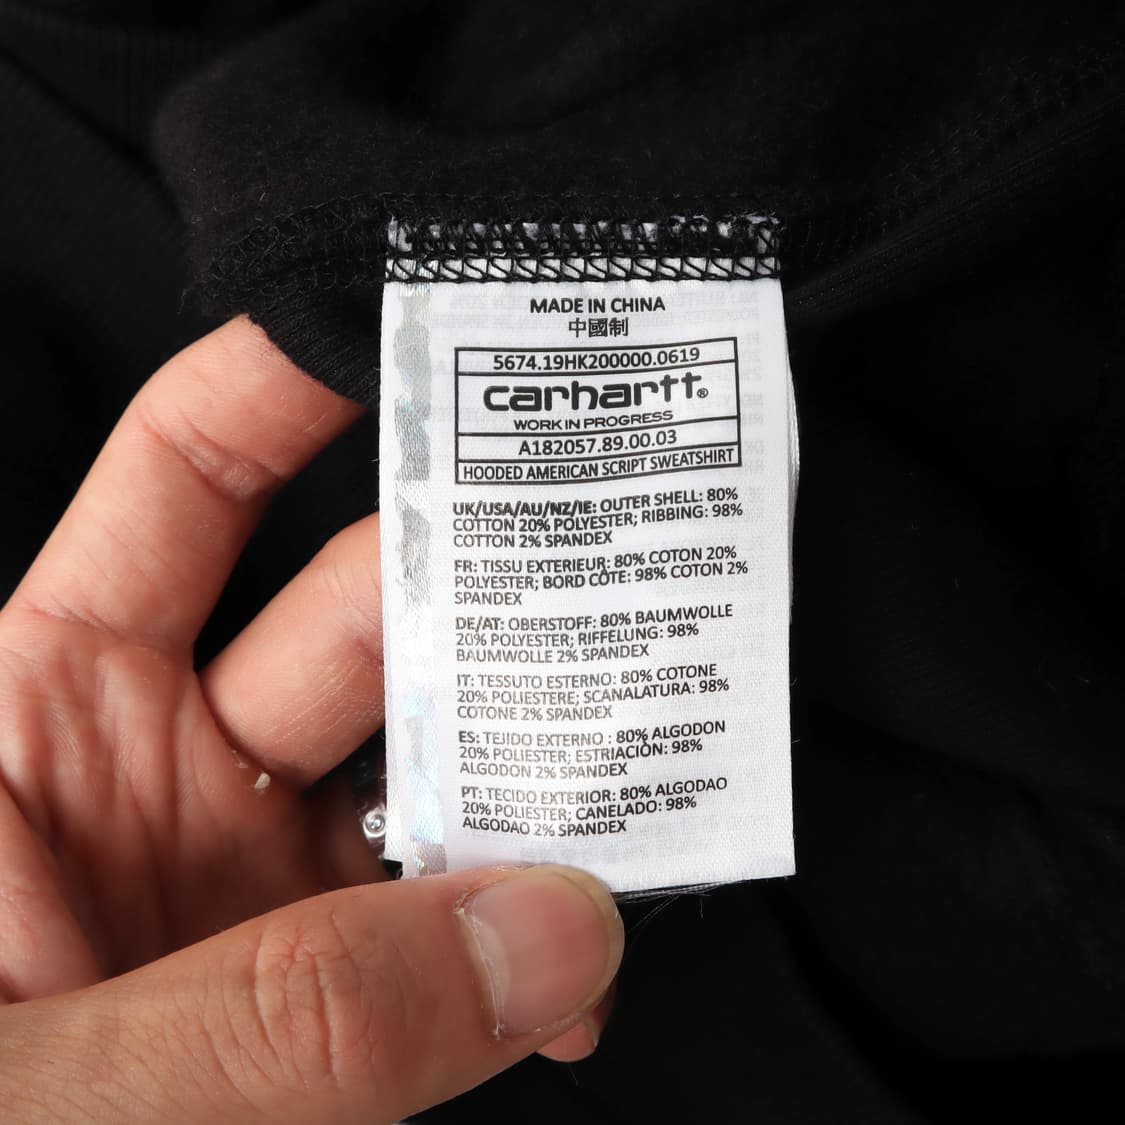 MADE IN CHINA
中國制
5674.19HK200000.0619
carhartt®
WORK IN PROGRESS
A182057.89.00.03
HOODED AMERICAN SCRIPT SWEATSHIRT
UK/USA/AU/NZ/IE: OUTER SHELL: 80%
COTTON 20% POLYESTER; RIBBING: 98%
COTTON 2% SPANDEX
FR: TISSU EXTERIEUR: 80% COTON 20%
POLYESTER; BORD CÔTE: 98% COTON 2%
SPANDEX
DE/AT: OBERSTOFF: 80% BAUMWOLLE
20% POLYESTER; RIFFELUNG: 98%
BAUMWOLLE 2% SPANDEX
IT: TESSUTO ESTERNO: 80% COTONE
20% POLIESTERE; SCANALATURA: 98%
COTONE 2% SPANDEX
ES: TEJIDO EXTERNO : 80% ALGODON
20% POLIESTER; ESTRIACIÒN: 98%
ALGODON 2% SPANDEX
PT: TECIDO EXTERIOR: 80% ALGODAO
20% POLIESTER; CANELADO: 98%
ALGODAO 2% SPANDEX